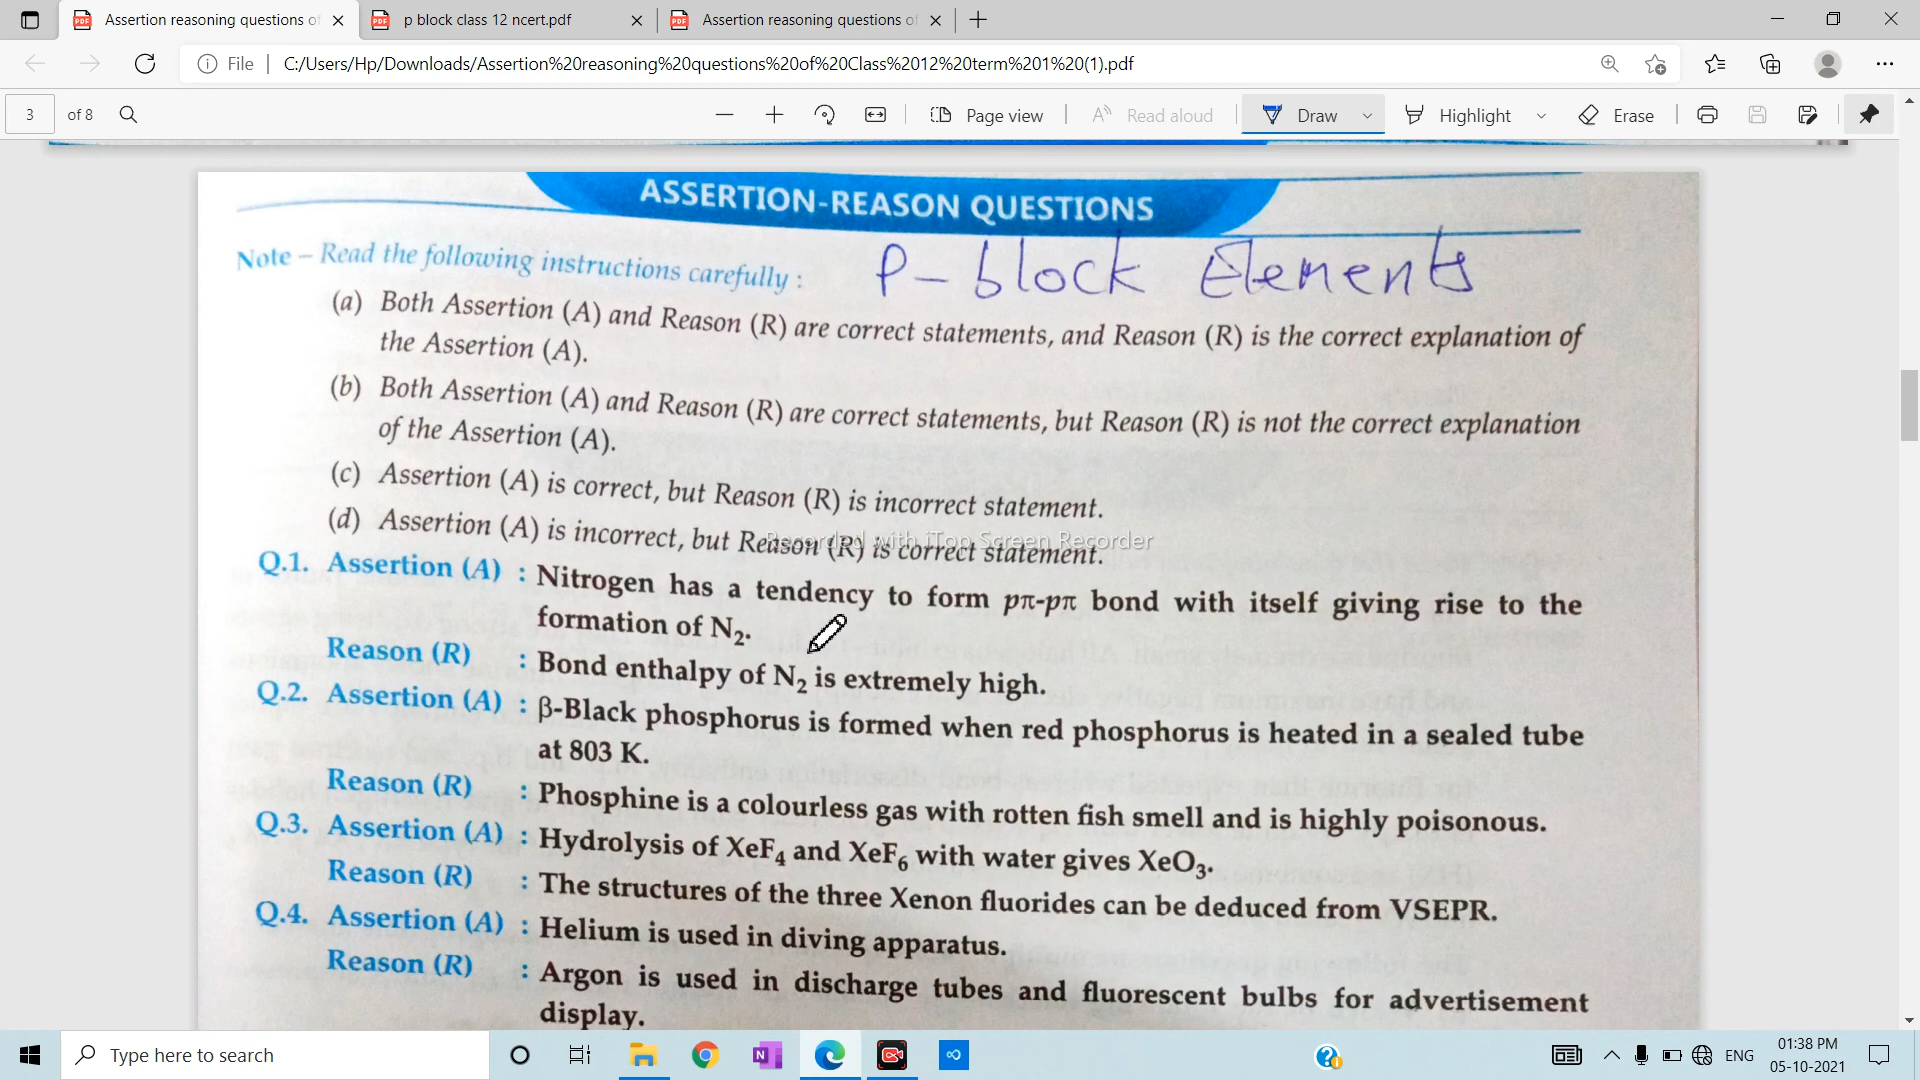 Assertion reasoning questions of
p block class 12 ncert.pdf
Assertion reasoning questions of
File
C:/Users/Hp/Downloads/Assertion%20reasoning%20questions%20of%20Class%2012%20term%201%20(1).pdf
3 of 8
Page view
Read aloud
Draw
Highlight
Erase
ASSERTION-REASON QUESTIONS
Note – Read the following instructions carefully :
P-block Elements
(a) Both Assertion (A) and Reason (R) are correct statements, and Reason (R) is the correct explanation of
the Assertion (A).
(b) Both Assertion (A) and Reason (R) are correct statements, but Reason (R) is not the correct explanation
of the Assertion (A).
(c) Assertion (A) is correct, but Reason (R) is incorrect statement.
(d) Assertion (A) is incorrect, but Reason (R) is correct statement.
Recorded with iTop Screen Recorder
Q.1. Assertion (A) : Nitrogen has a tendency to form pπ-pπ bond with itself giving rise to the
formation of N₂.
Reason (R) : Bond enthalpy of N₂ is extremely high.
Q.2. Assertion (A) : β-Black phosphorus is formed when red phosphorus is heated in a sealed tube
at 803 K.
Reason (R) : Phosphine is a colourless gas with rotten fish smell and is highly poisonous.
Q.3. Assertion (A) : Hydrolysis of XeF₄ and XeF₆ with water gives XeO₃.
Reason (R) : The structures of the three Xenon fluorides can be deduced from VSEPR.
Q.4. Assertion (A) : Helium is used in diving apparatus.
Reason (R) : Argon is used in discharge tubes and fluorescent bulbs for advertisement
display.
Type here to search
ENG
01:38 PM
05-10-2021